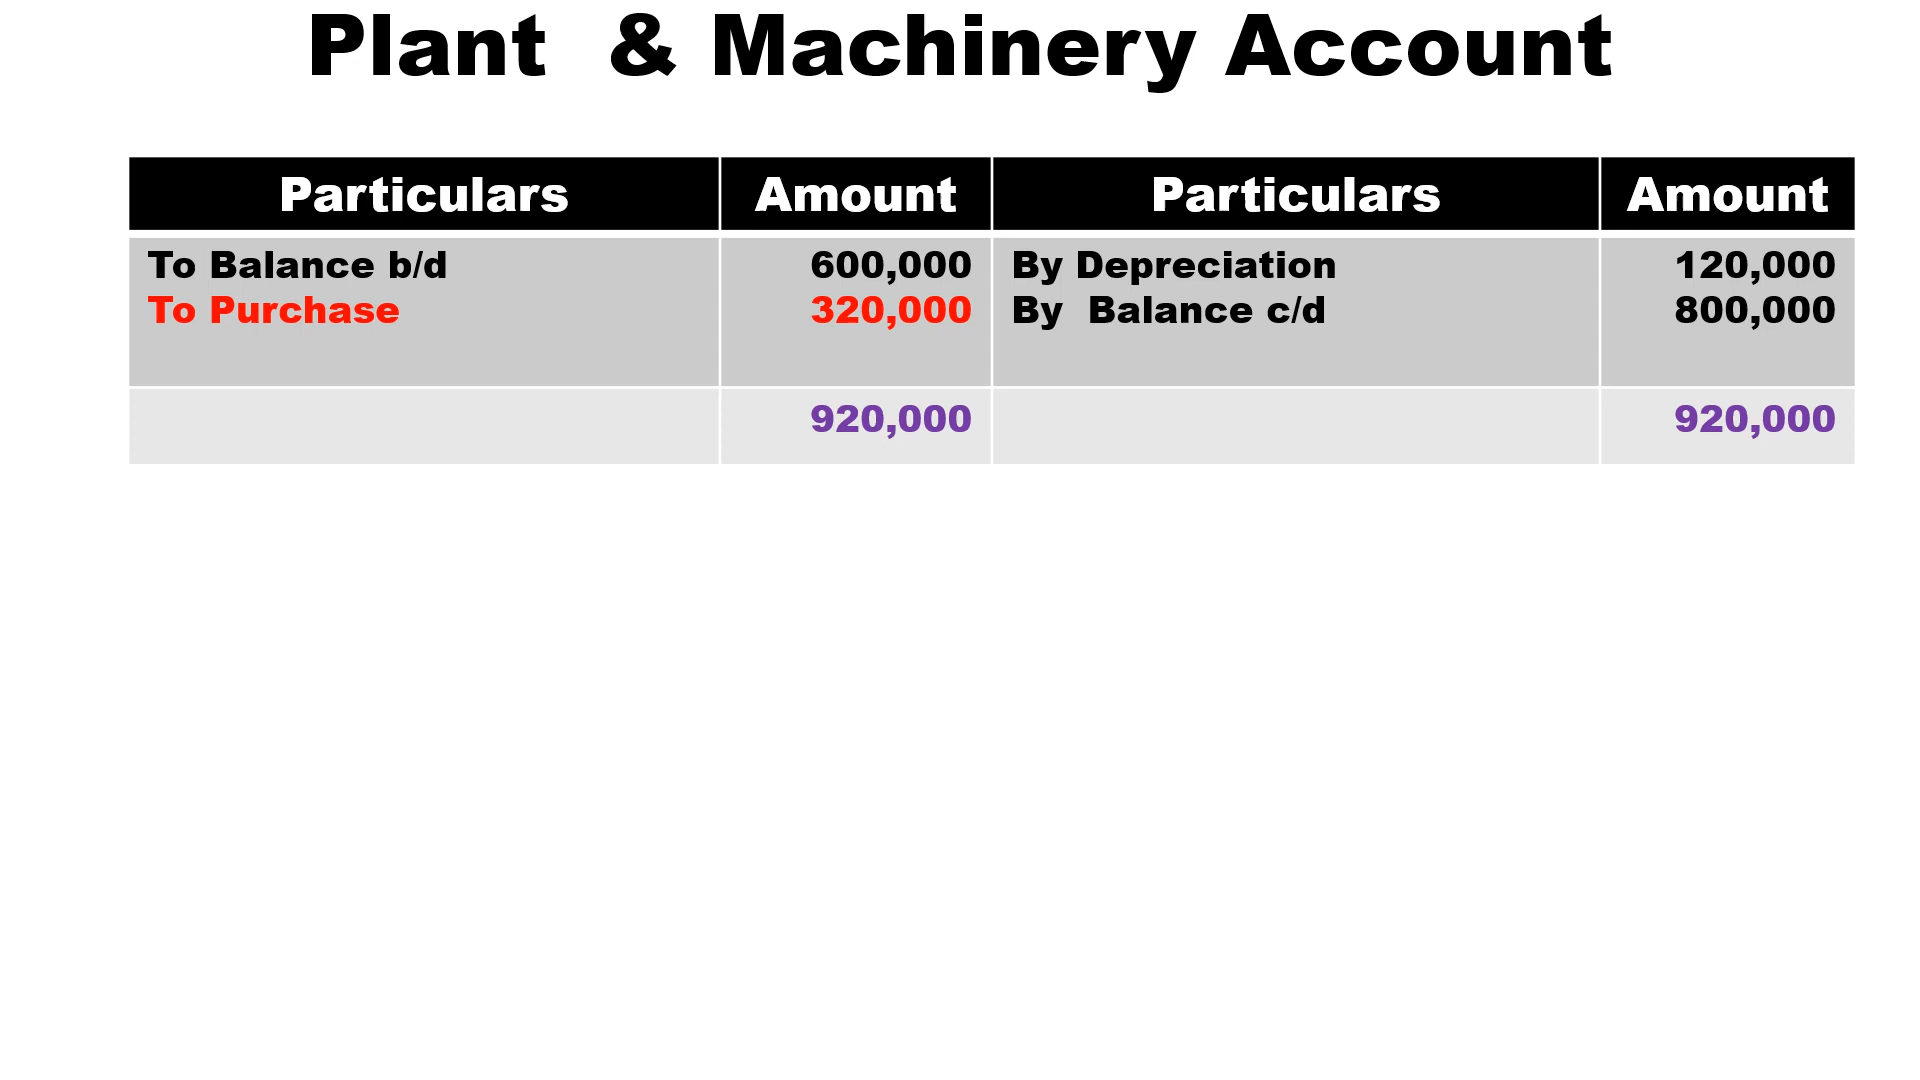 Plant  & Machinery Account
Particulars Amount Particulars Amount
To Balance b/d 600,000 By Depreciation 120,000
To Purchase 320,000 By  Balance c/d 800,000
920,000 920,000